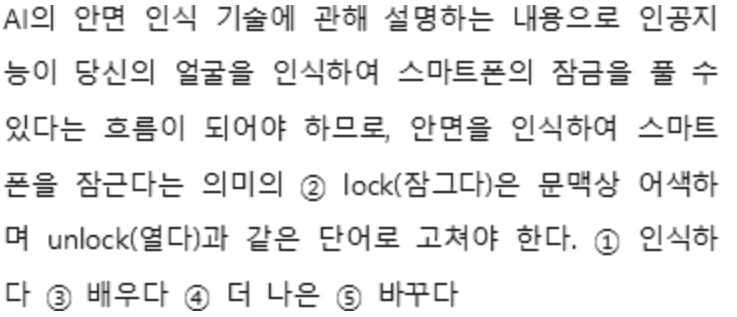 AI의 안면 인식 기술에 관해 설명하는 내용으로 인공지
능이 당신의 얼굴을 인식하여 스마트폰의 잠금을 풀 수
있다는 흐름이 되어야 하므로, 안면을 인식하여 스마트
폰을 잠근다는 의미의 ② lock(잠그다)은 문맥상 어색하
며 unlock(열다)과 같은 단어로 고쳐야 한다. ① 인식하
다 ③ 배우다 ④ 더 나은 ⑤ 바꾸다